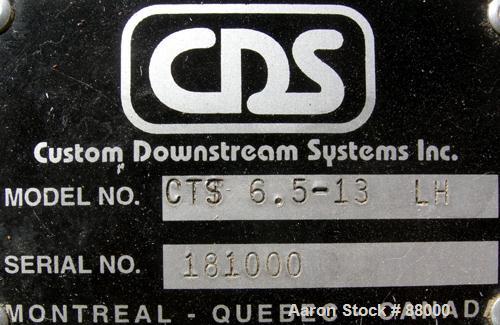 CDS
Custom Downstream Systems Inc.
MODEL NO. CTS 6.5-13 LH
SERIAL NO. 181000
MONTREAL - QUEBEC - CANADA
Aaron Stock # 88000